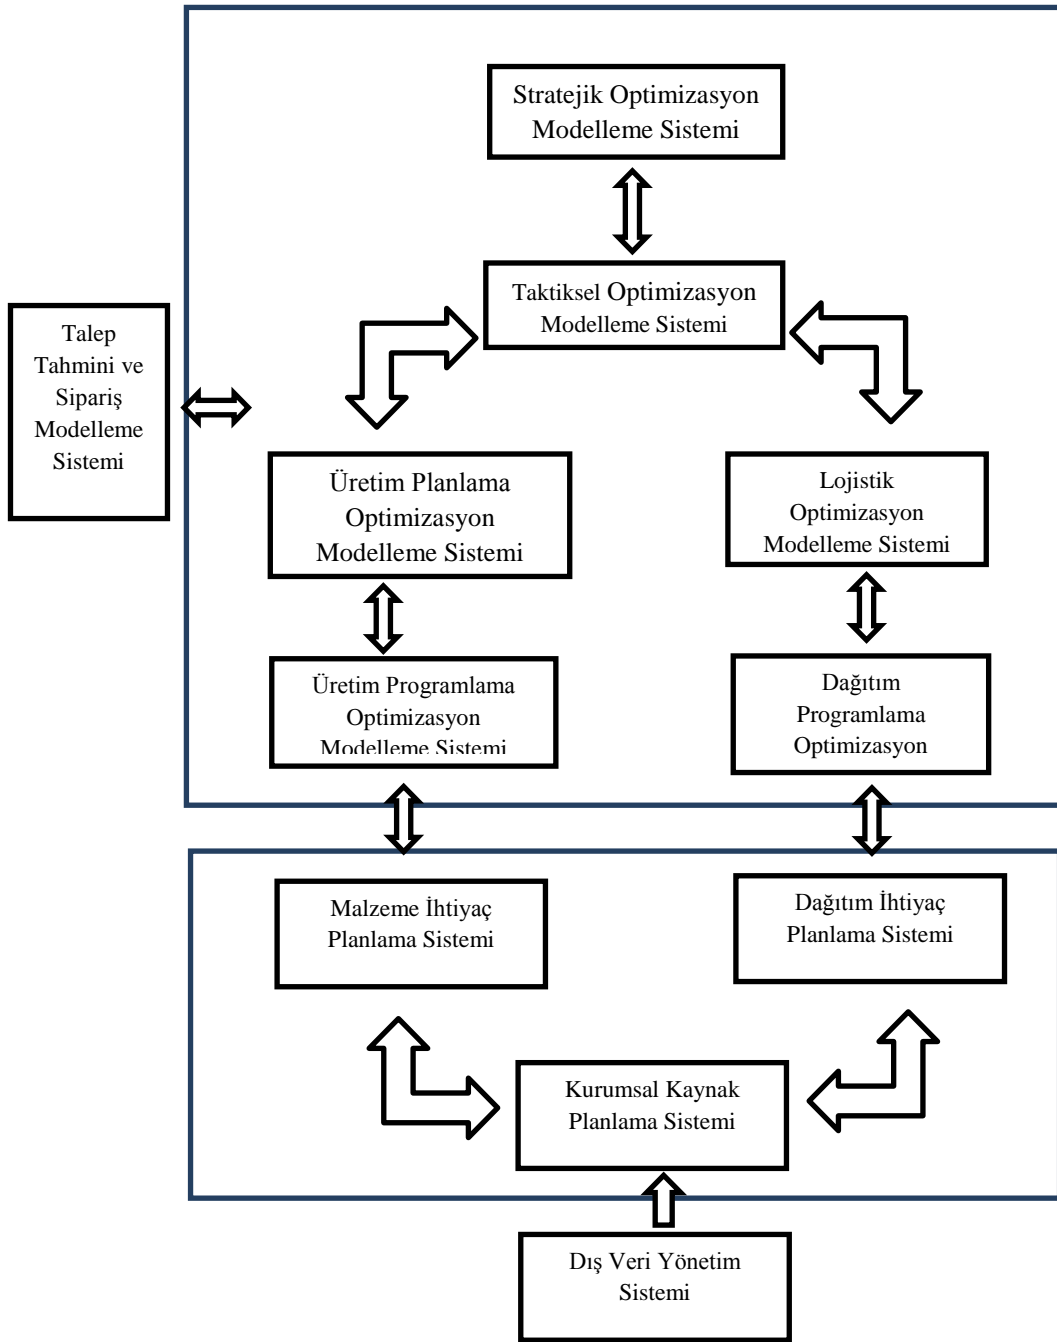 Stratejik Optimizasyon
Modelleme Sistemi
Taktiksel Optimizasyon
Modelleme Sistemi
Talep
Tahmini ve
Sipariş
Modelleme
Sistemi
Üretim Planlama
Optimizasyon
Modelleme Sistemi
Lojistik
Optimizasyon
Modelleme Sistemi
Üretim Programlama
Optimizasyon
Modelleme Sistemi
Dağıtım
Programlama
Optimizasyon
Malzeme İhtiyaç
Planlama Sistemi
Dağıtım İhtiyaç
Planlama Sistemi
Kurumsal Kaynak
Planlama Sistemi
Dış Veri Yönetim
Sistemi